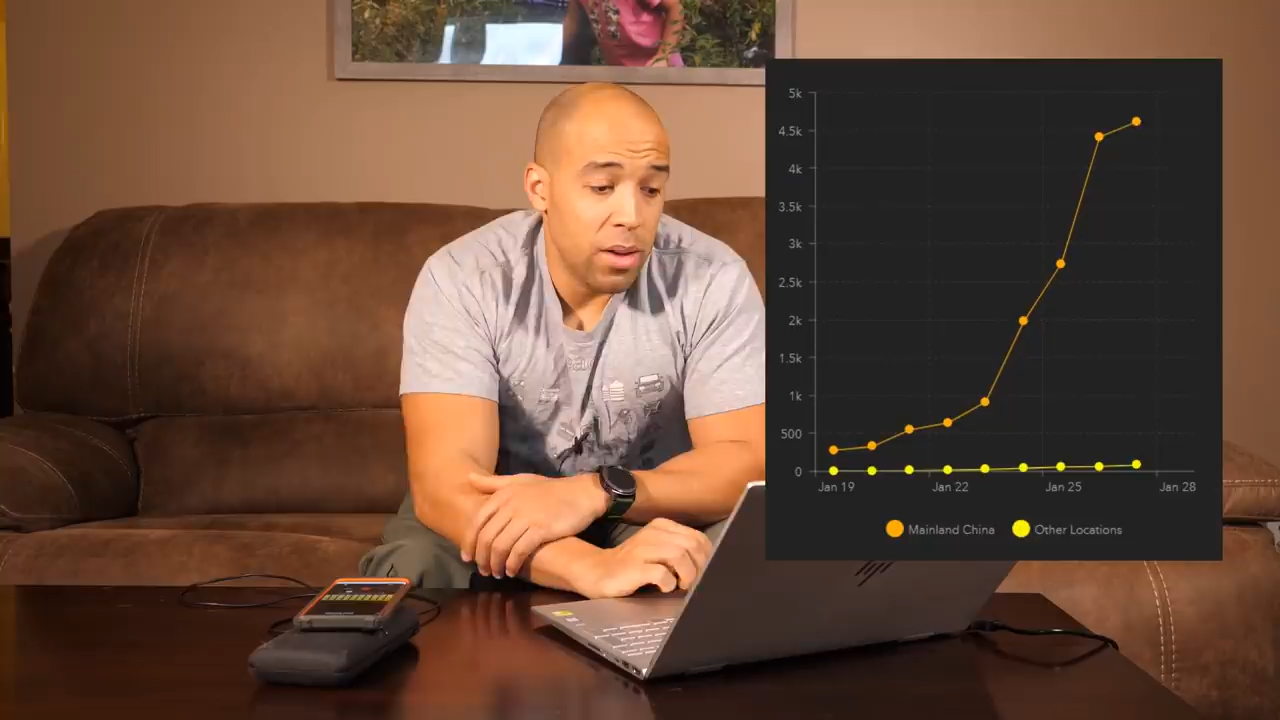 5k
4.5k
4k
3.5k
3k
2.5k
2k
1.5k
1k
500
0
Jan 19 Jan 22 Jan 25 Jan 28
Mainland China Other Locations